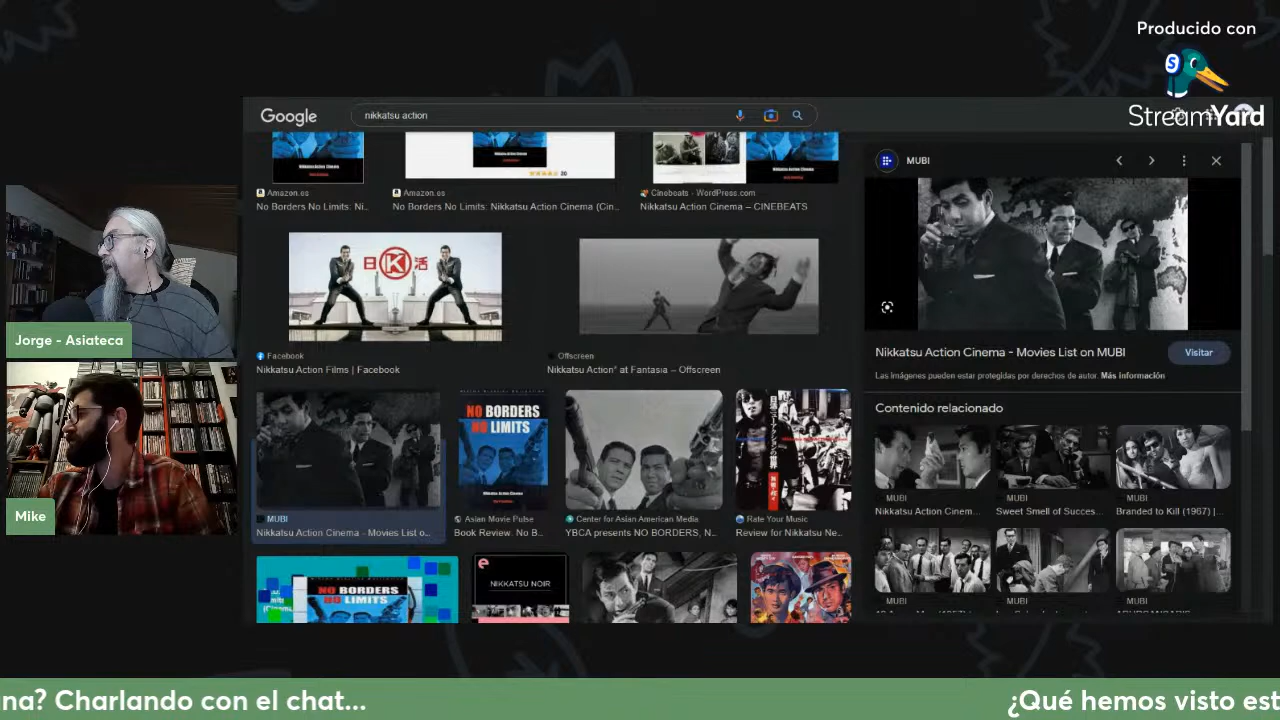 Producido con
StreamYard
Google
nikkatsu action
Amazon.es
No Borders No Limits: Ni...
Amazon.es
No Borders No Limits: Nikkatsu Action Cinema (Cin...
Cinebeats - WordPress.com
Nikkatsu Action Cinema – CINEBEATS
日 K 活
Facebook
Nikkatsu Action Films | Facebook
Offscreen
Nikkatsu Action" at Fantasia – Offscreen
MUBI
Nikkatsu Action Cinema - Movies List o...
NO BORDERS
NO LIMITS
Nikkatsu Action Cinema
Asian Movie Pulse
Book Review: No B...
Center for Asian American Media
YBCA presents NO BORDERS, N...
Rate Your Music
Review for Nikkatsu Ne...
NO BORDERS
NO LIMITS
NIKKATSU NOIR
MUBI
Nikkatsu Action Cinema - Movies List on MUBI
Visitar
Las imágenes pueden estar protegidas por derechos de autor. Más información
Contenido relacionado
MUBI
Nikkatsu Action Cinem...
MUBI
Sweet Smell of Succes...
MUBI
Branded to Kill (1967) |...
MUBI
MUBI
MUBI
Jorge - Asiateca
Mike
na? Charlando con el chat...
¿Qué hemos visto est